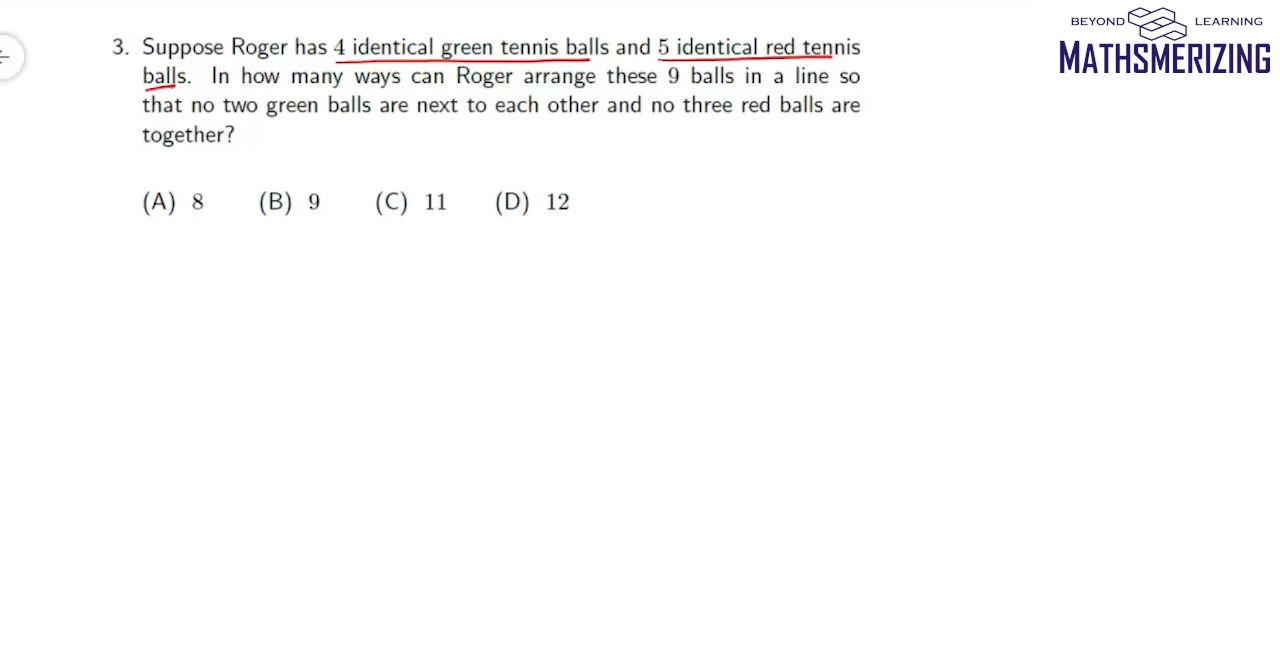 BEYOND LEARNING
MATHSMERIZING
3. Suppose Roger has 4 identical green tennis balls and 5 identical red tennis
balls. In how many ways can Roger arrange these 9 balls in a line so
that no two green balls are next to each other and no three red balls are
together?
(A) 8 (B) 9 (C) 11 (D) 12